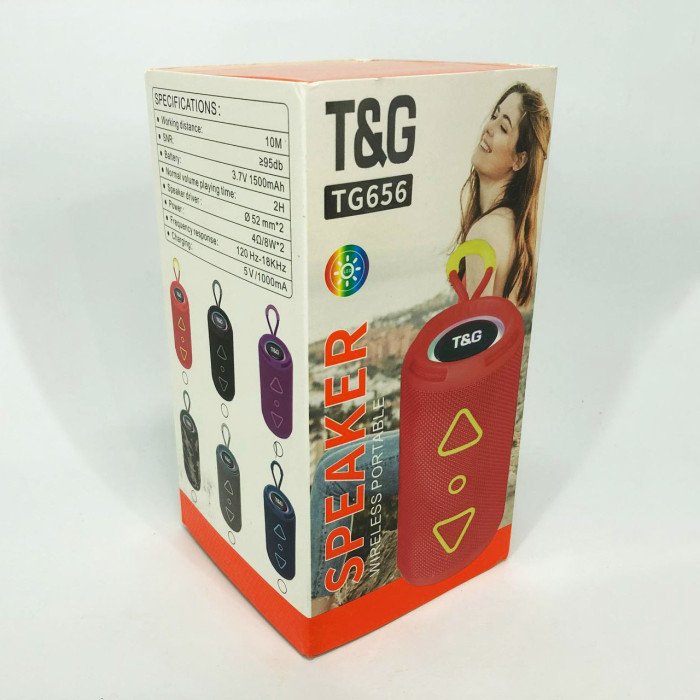 SPECIFICATIONS:
• Working distance: 10M
• SNR: ≥95db
• Battery: 3.7V 1500mAh
• Normal volume playing time: 2H
• Speaker driver: Ø 52 mm*2
• Power: 4Ω/8W*2
• Frequency response: 120 Hz-18KHz
• Charging: 5V/1000mA
T&G
T&G
TG656
T&G
SPEAKER
WIRELESS PORTABLE